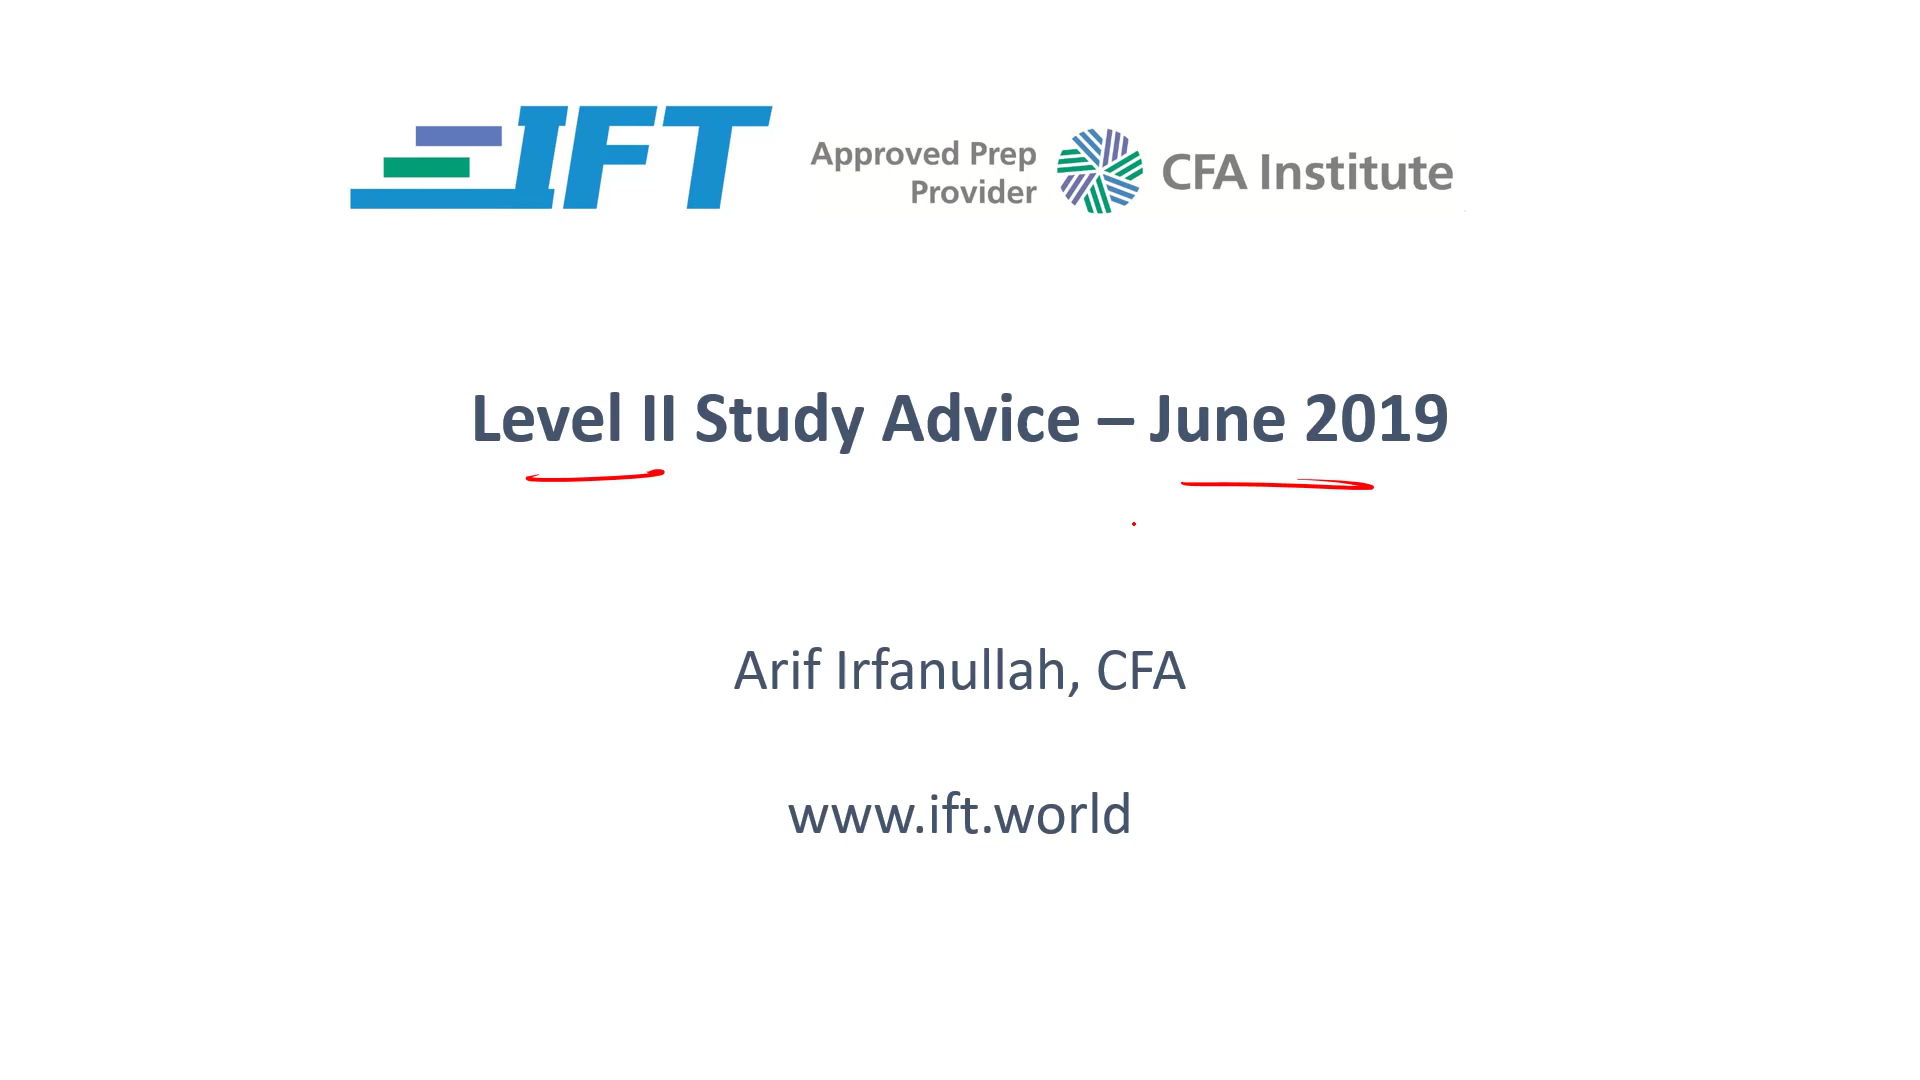 IFT
Approved Prep
Provider
CFA Institute
Level II Study Advice – June 2019
Arif Irfanullah, CFA
www.ift.world